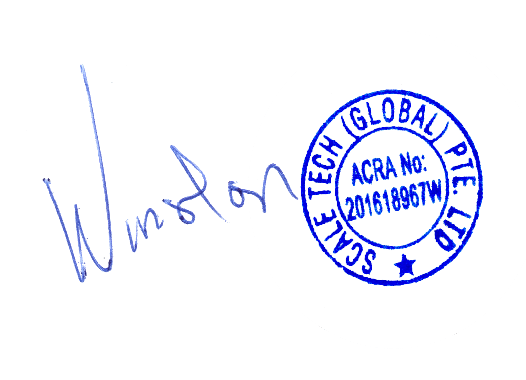 Winston
SCALE TECH (GLOBAL) PTE. LTD
ACRA No:
201618967W